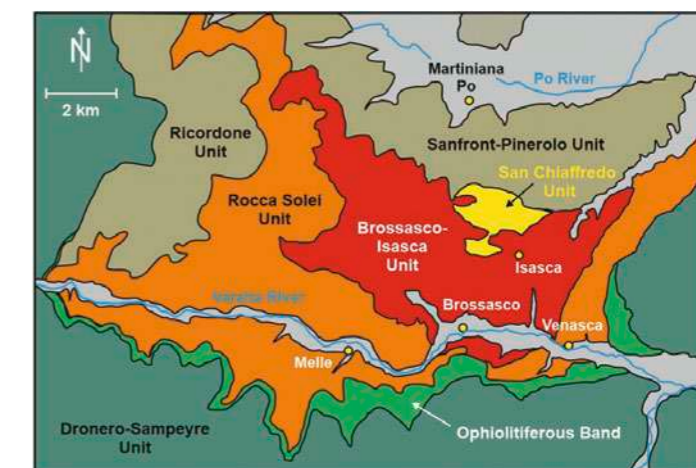 N
2 km
Martiniana
Po
Po River
Ricordone
Unit
Sanfront-Pinerolo Unit
San Chiaffredo
Unit
Rocca Solei
Unit
Brossasco-
Isasca
Unit
Isasca
Varaita River
Brossasco
Venasca
Melle
Dronero-Sampeyre
Unit
Ophiolitiferous Band